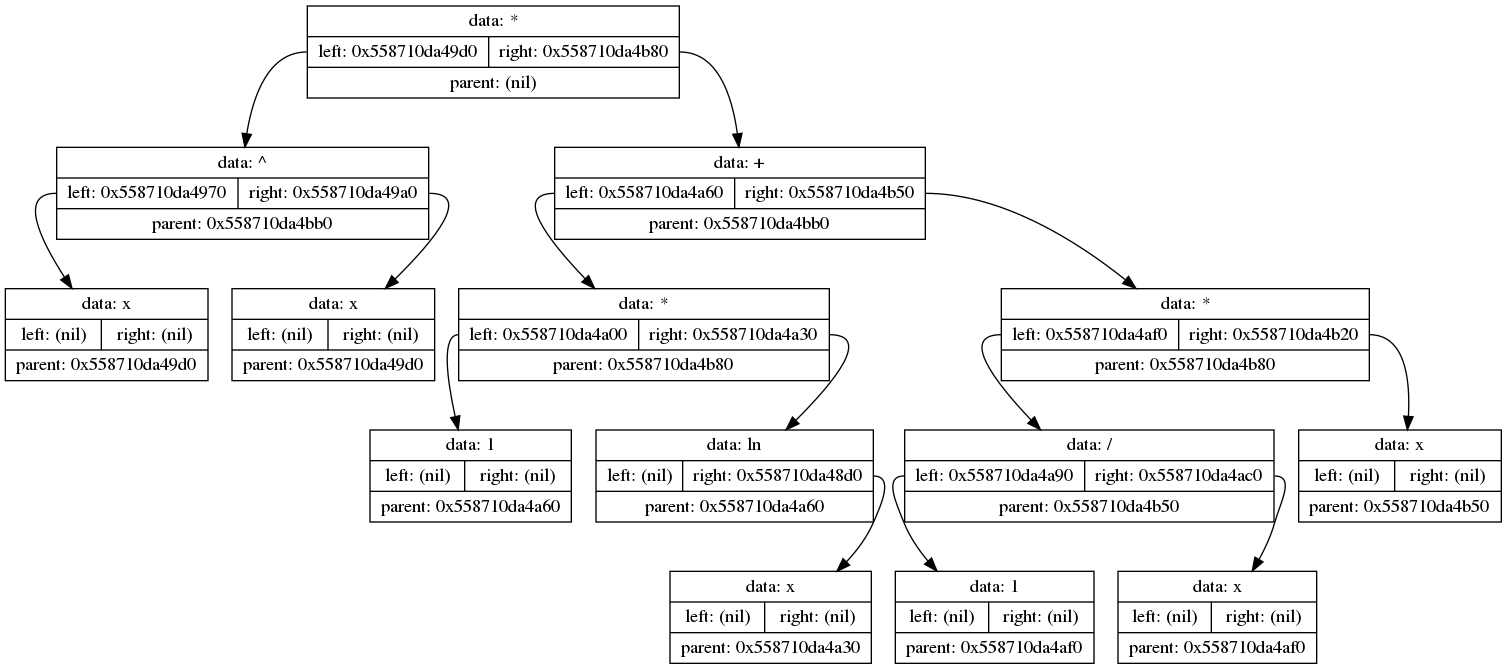 data: *
left: 0x558710da49d0 right: 0x558710da4b80
parent: (nil)
data: ^
left: 0x558710da4970 right: 0x558710da49a0
parent: 0x558710da4bb0
data: +
left: 0x558710da4a60 right: 0x558710da4b50
parent: 0x558710da4bb0
data: x
left: (nil) right: (nil)
parent: 0x558710da49d0
data: x
left: (nil) right: (nil)
parent: 0x558710da49d0
data: *
left: 0x558710da4a00 right: 0x558710da4a30
parent: 0x558710da4b80
data: *
left: 0x558710da4af0 right: 0x558710da4b20
parent: 0x558710da4b80
data: 1
left: (nil) right: (nil)
parent: 0x558710da4a60
data: ln
left: (nil) right: 0x558710da48d0
parent: 0x558710da4a60
data: /
left: 0x558710da4a90 right: 0x558710da4ac0
parent: 0x558710da4b50
data: x
left: (nil) right: (nil)
parent: 0x558710da4b50
data: x
left: (nil) right: (nil)
parent: 0x558710da4a30
data: 1
left: (nil) right: (nil)
parent: 0x558710da4af0
data: x
left: (nil) right: (nil)
parent: 0x558710da4af0